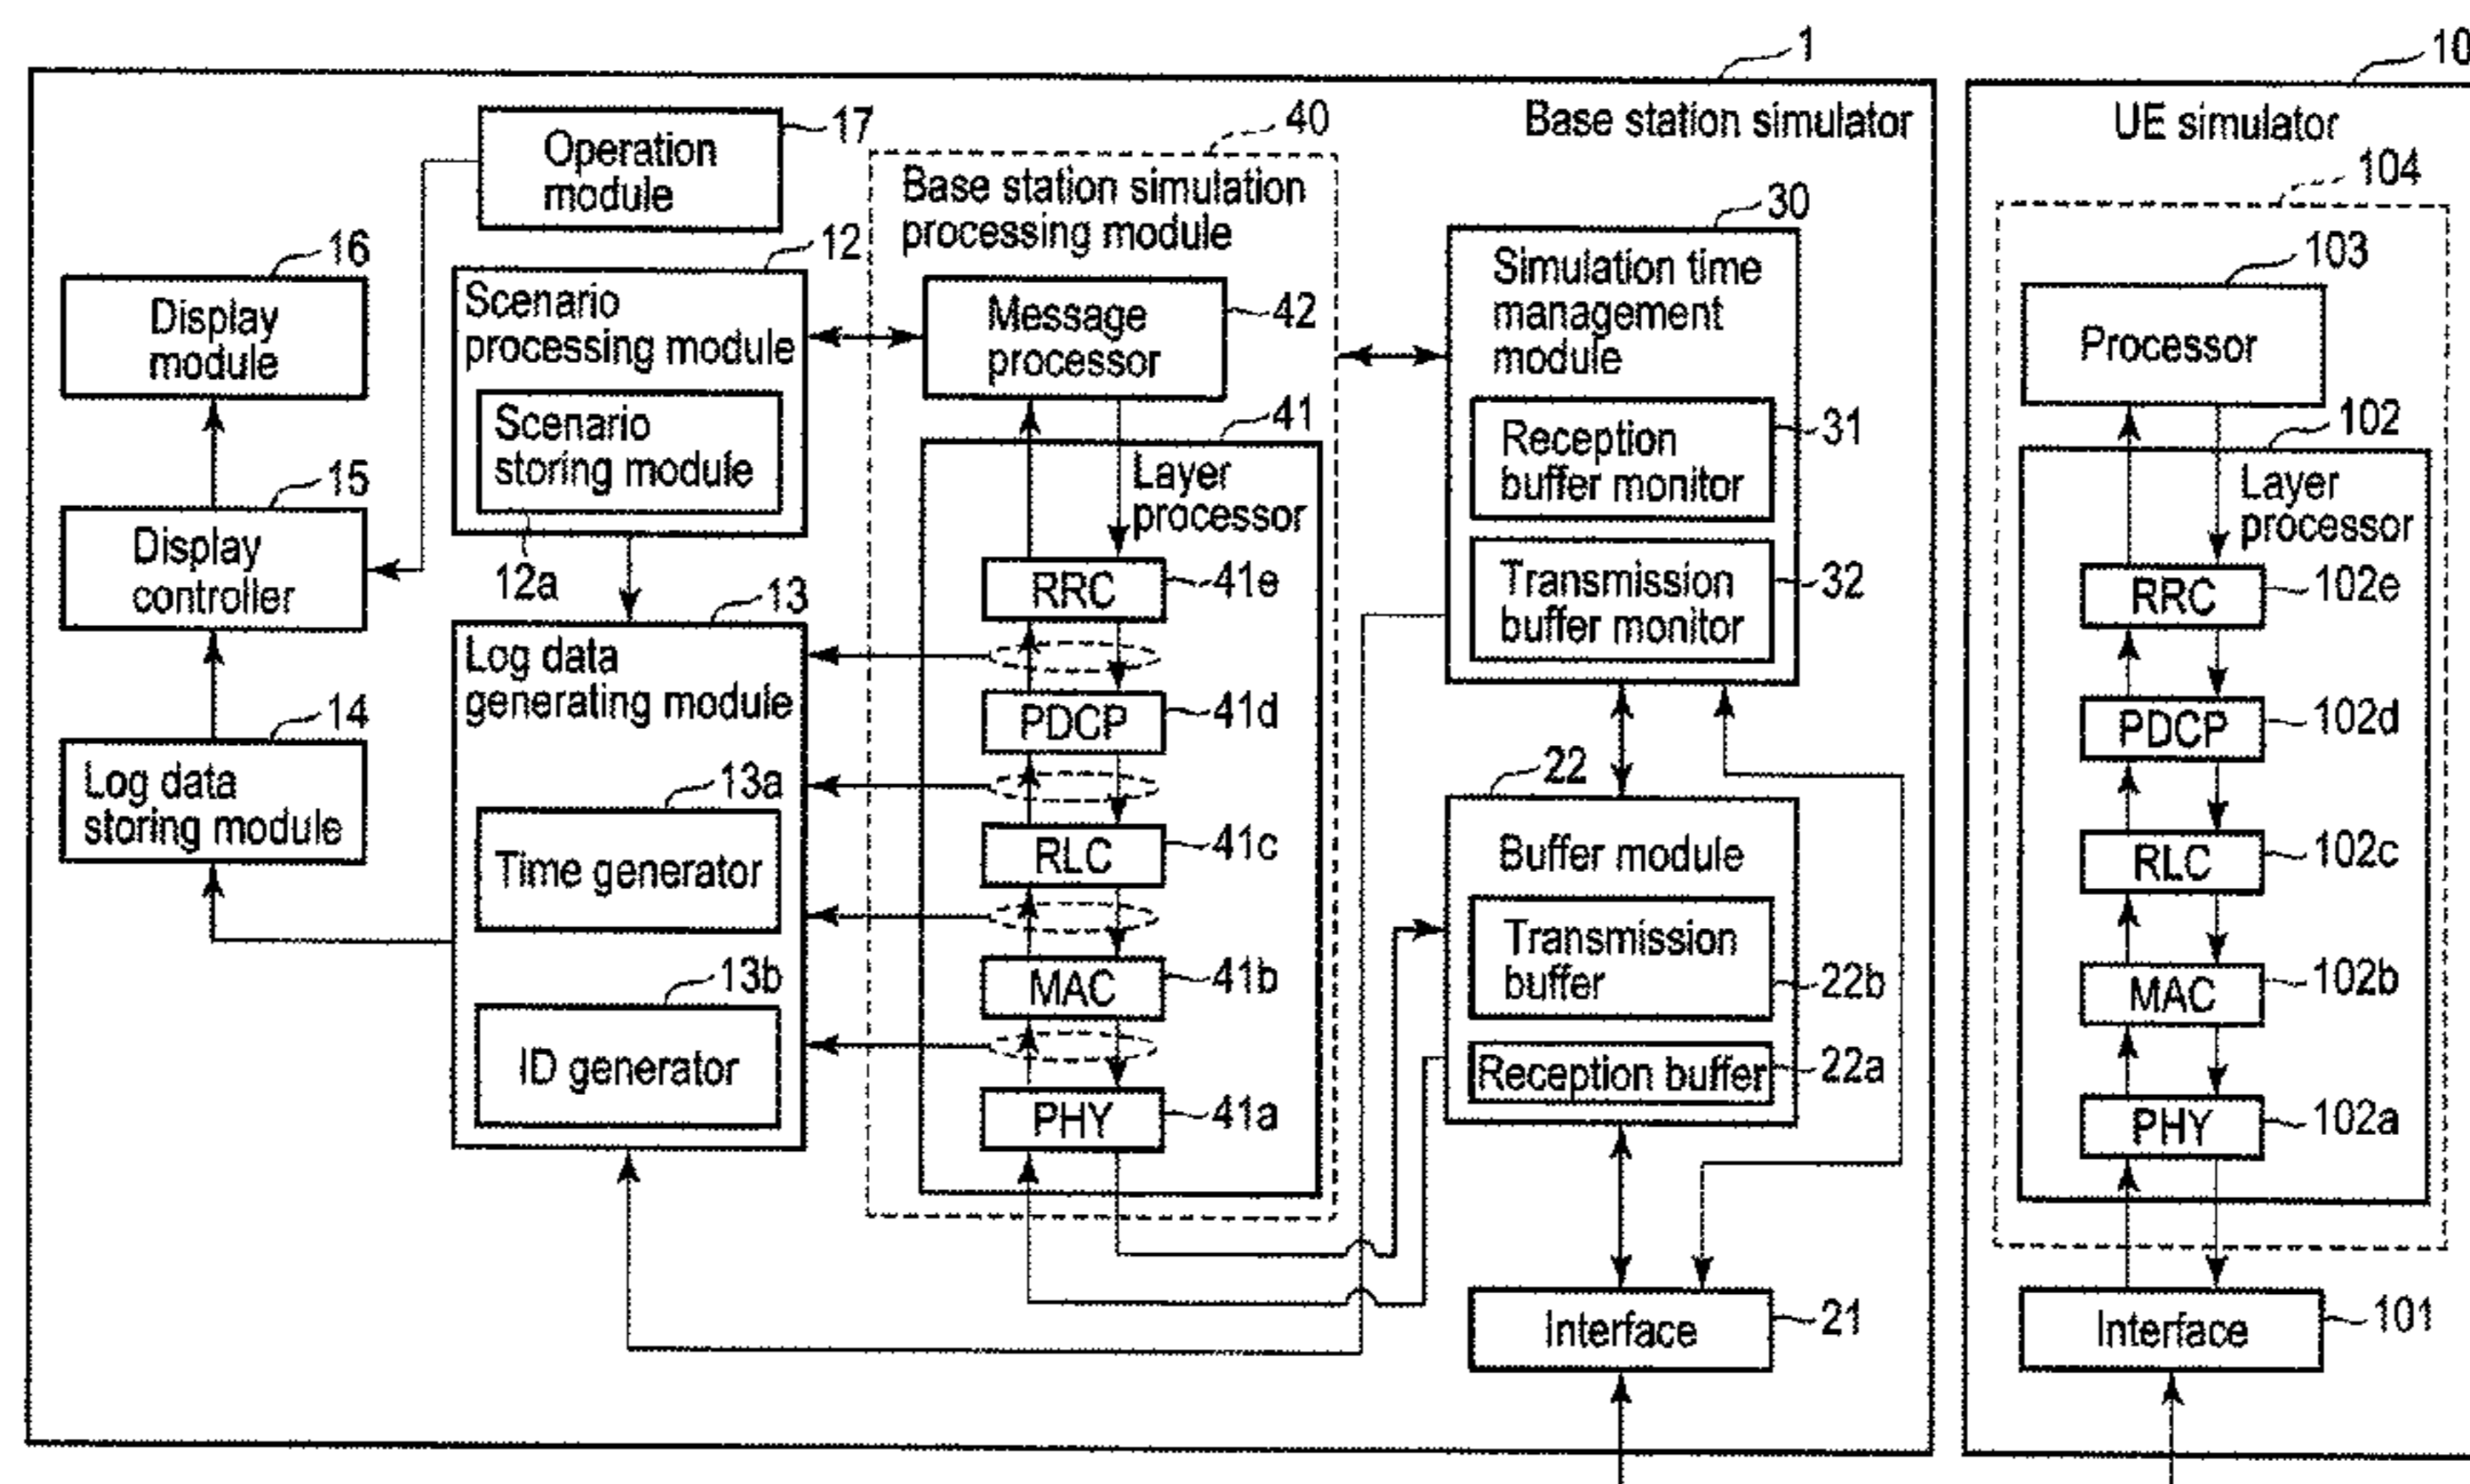 1
10
Base station simulator
UE simulator
Operation
module
17
40
Base station simulation
processing module
104
16
Display
module
12
Scenario
processing module
Scenario
storing module
12a
Message
processor
42
30
Simulation time
management
module
Reception
buffer monitor
31
Transmission
buffer monitor
32
103
Processor
15
Display
controller
41
Layer
processor
RRC
41e
PDCP
41d
RLC
41c
MAC
41b
PHY
41a
102
Layer
processor
RRC
102e
PDCP
102d
RLC
102c
MAC
102b
PHY
102a
14
Log data
storing module
13
Log data
generating module
13a
Time generator
13b
ID generator
22
Buffer module
Transmission
buffer
22b
Reception buffer
22a
Interface
21
Interface
101